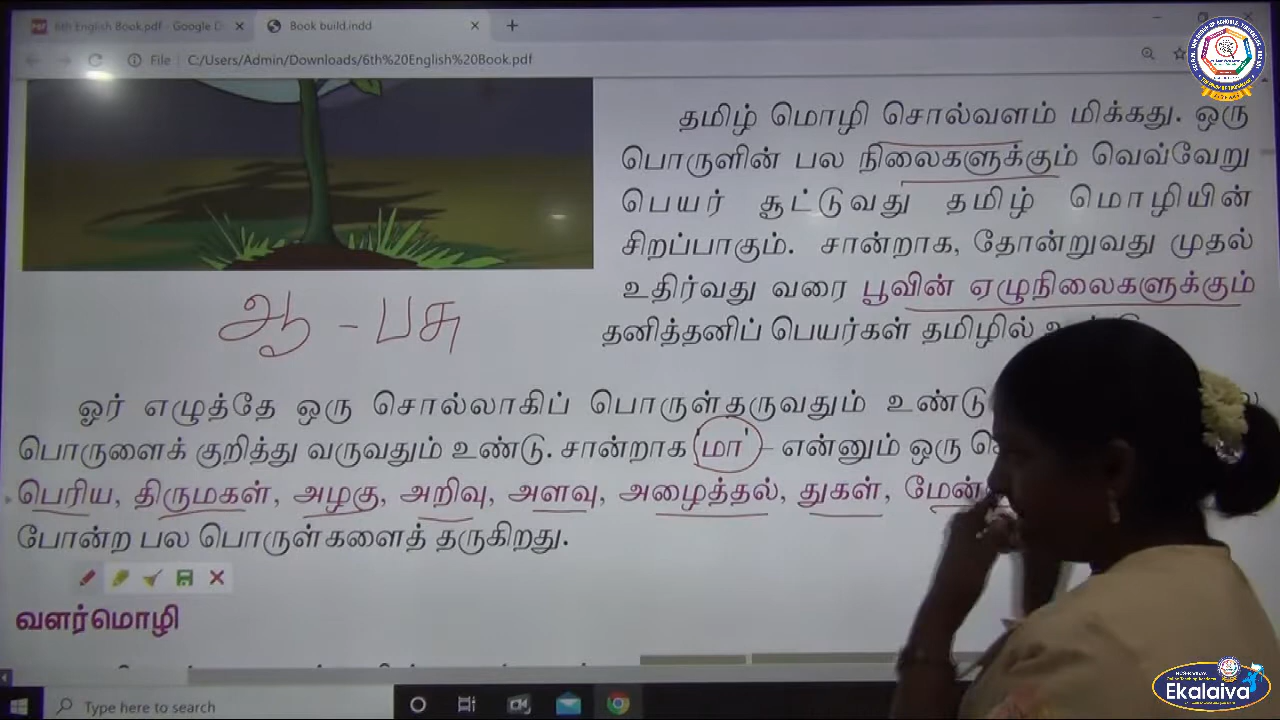 6th English Book.pdf - Google D
Book build.indd
File C:/Users/Admin/Downloads/6th%20English%20Book.pdf
தமிழ் மொழி சொல்வளம் மிக்கது. ஒரு
பொருளின் பல நிலைகளுக்கும் வெவ்வேறு
பெயர் சூட்டுவது தமிழ் மொழியின்
சிறப்பாகும். சான்றாக, தோன்றுவது முதல்
உதிர்வது வரை பூவின் ஏழுநிலைகளுக்கும்
தனித்தனிப் பெயர்கள் தமிழில்
ஆ - பசு
ஓர் எழுத்தே ஒரு சொல்லாகிப் பொருள்தருவதும் உண்டு
பொருளைக் குறித்து வருவதும் உண்டு. சான்றாக 'மா' - என்னும் ஒரு
பெரிய, திருமகள், அழகு, அறிவு, அளவு, அழைத்தல், துகள்,
போன்ற பல பொருள்களைத் தருகிறது.
வளர்மொழி
Type here to search
Ekalaiva